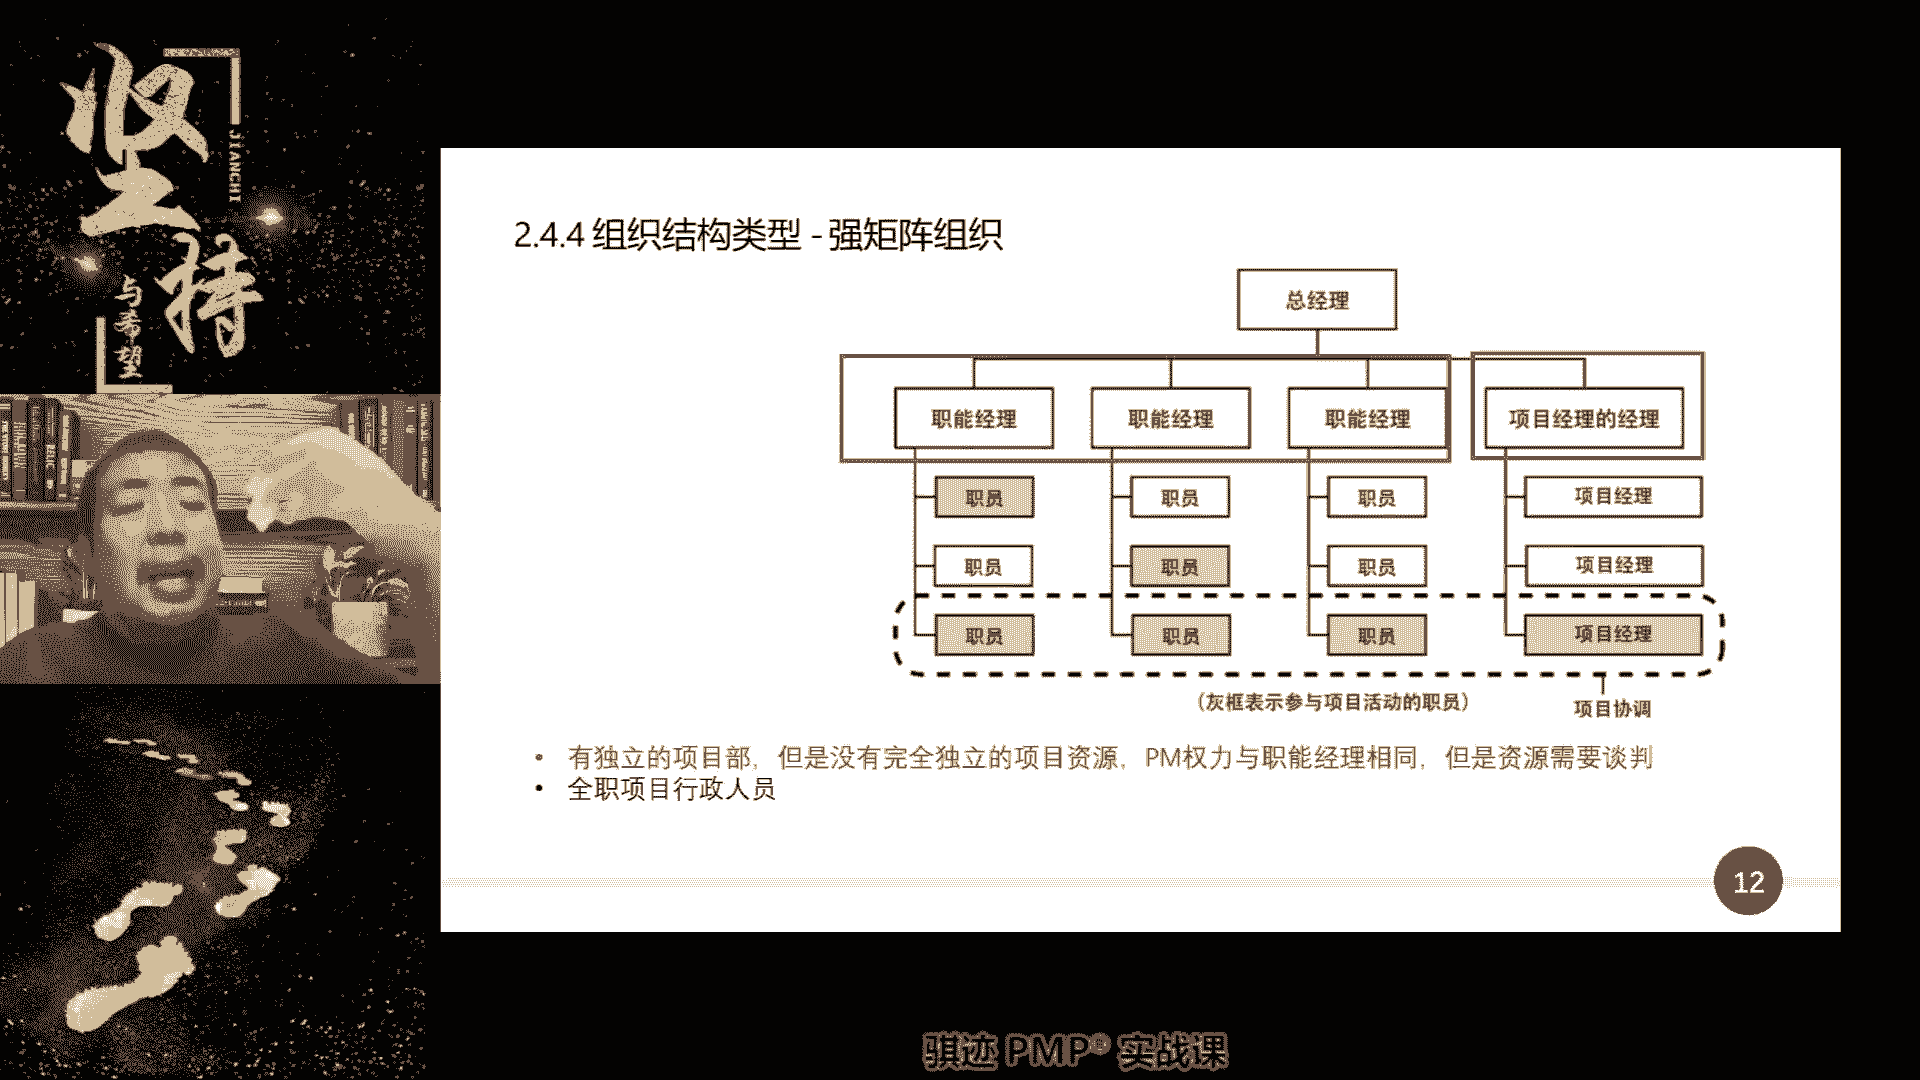 坚持
JIANCHI
与希望
2.4.4 组织结构类型 - 强矩阵组织
总经理
职能经理
职能经理
职能经理
项目经理的经理
职员
职员
职员
项目经理
职员
职员
职员
项目经理
职员
职员
职员
项目经理
（灰框表示参与项目活动的职员）
项目协调
• 有独立的项目部，但是没有完全独立的项目资源，PM权力与职能经理相同，但是资源需要谈判
• 全职项目行政人员
12
骐迹 PMP® 实战课